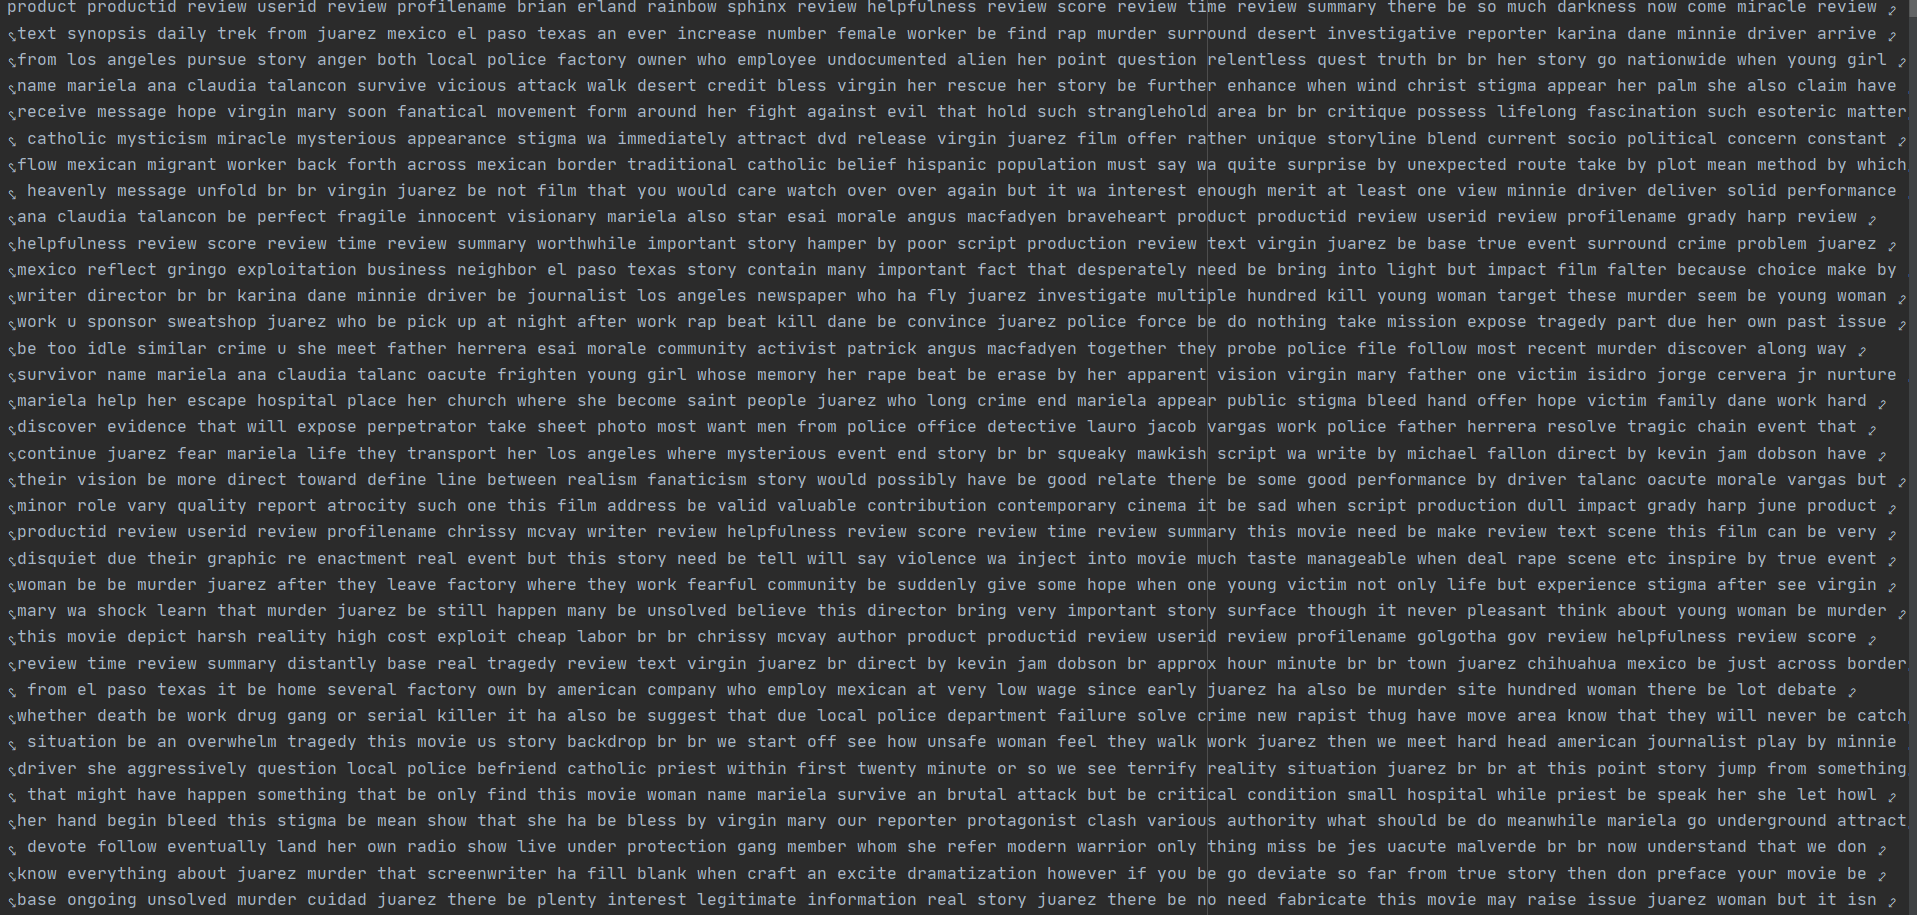 product productid review userid review profilename brian erland rainbow sphinx review helpfulness review score review time review summary there be so much darkness now come miracle review
text synopsis daily trek from juarez mexico el paso texas an ever increase number female worker be find rap murder surround desert investigative reporter karina dane minnie driver arrive
from los angeles pursue story anger both local police factory owner who employee undocumented alien her point question relentless quest truth br br her story go nationwide when young girl
name mariela ana claudia talancon survive vicious attack walk desert credit bless virgin her rescue her story be further enhance when wind christ stigma appear her palm she also claim have
receive message hope virgin mary soon fanatical movement form around her fight against evil that hold such stranglehold area br br critique possess lifelong fascination such esoteric matter
catholic mysticism miracle mysterious appearance stigma wa immediately attract dvd release virgin juarez film offer rather unique storyline blend current socio political concern constant
flow mexican migrant worker back forth across mexican border traditional catholic belief hispanic population must say wa quite surprise by unexpected route take by plot mean method by which
heavenly message unfold br br virgin juarez be not film that you would care watch over over again but it wa interest enough merit at least one view minnie driver deliver solid performance
ana claudia talancon be perfect fragile innocent visionary mariela also star esai morale angus macfadyen braveheart product productid review userid review profilename grady harp review
helpfulness review score review time review summary worthwhile important story hamper by poor script production review text virgin juarez be base true event surround crime problem juarez
mexico reflect gringo exploitation business neighbor el paso texas story contain many important fact that desperately need be bring into light but impact film falter because choice make by
writer director br br karina dane minnie driver be journalist los angeles newspaper who ha fly juarez investigate multiple hundred kill young woman target these murder seem be young woman
work u sponsor sweatshop juarez who be pick up at night after work rap beat kill dane be convince juarez police force be do nothing take mission expose tragedy part due her own past issue
be too idle similar crime u she meet father herrera esai morale community activist patrick angus macfadyen together they probe police file follow most recent murder discover along way
survivor name mariela ana claudia talanc oacute frighten young girl whose memory her rape beat be erase by her apparent vision virgin mary father one victim isidro jorge cervera jr nurture
mariela help her escape hospital place her church where she become saint people juarez who long crime end mariela appear public stigma bleed hand offer hope victim family dane work hard
discover evidence that will expose perpetrator take sheet photo most want men from police office detective lauro jacob vargas work police father herrera resolve tragic chain event that
continue juarez fear mariela life they transport her los angeles where mysterious event end story br br squeaky mawkish script wa write by michael fallon direct by kevin jam dobson have
their vision be more direct toward define line between realism fanaticism story would possibly have be good relate there be some good performance by driver talanc oacute morale vargas but
minor role vary quality report atrocity such one this film address be valid valuable contribution contemporary cinema it be sad when script production dull impact grady harp june product
productid review userid review profilename chrissy mcvay writer review helpfulness review score review time review summary this movie need be make review text scene this film can be very
disquiet due their graphic re enactment real event but this story need be tell will say violence wa inject into movie much taste manageable when deal rape scene etc inspire by true event
woman be be murder juarez after they leave factory where they work fearful community be suddenly give some hope when one young victim not only life but experience stigma after see virgin
mary wa shock learn that murder juarez be still happen many be unsolved believe this director bring very important story surface though it never pleasant think about young woman be murder
this movie depict harsh reality high cost exploit cheap labor br br chrissy mcvay author product productid review userid review profilename golgotha gov review helpfulness review score
review time review summary distantly base real tragedy review text virgin juarez br direct by kevin jam dobson br approx hour minute br br town juarez chihuahua mexico be just across border
from el paso texas it be home several factory own by american company who employ mexican at very low wage since early juarez ha also be murder site hundred woman there be lot debate
whether death be work drug gang or serial killer it ha also be suggest that due local police department failure solve crime new rapist thug have move area know that they will never be catch
situation be an overwhelm tragedy this movie us story backdrop br br we start off see how unsafe woman feel they walk work juarez then we meet hard head american journalist play by minnie
driver she aggressively question local police befriend catholic priest within first twenty minute or so we see terrify reality situation juarez br br at this point story jump from something
that might have happen something that be only find this movie woman name mariela survive an brutal attack but be critical condition small hospital while priest be speak her she let howl
her hand begin bleed this stigma be mean show that she ha be bless by virgin mary our reporter protagonist clash various authority what should be do meanwhile mariela go underground attract
devote follow eventually land her own radio show live under protection gang member whom she refer modern warrior only thing miss be jes uacute malverde br br now understand that we don
know everything about juarez murder that screenwriter ha fill blank when craft an excite dramatization however if you be go deviate so far from true story then don preface your movie be
base ongoing unsolved murder cuidad juarez there be plenty interest legitimate information real story juarez there be no need fabricate this movie may raise issue juarez woman but it isn